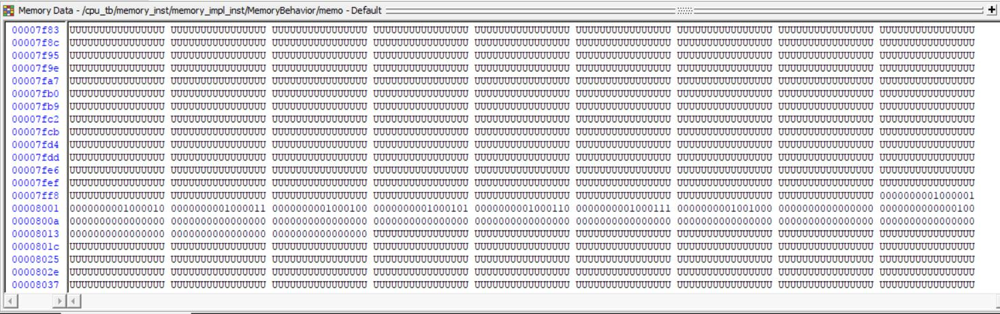 Memory Data - /cpu_tb/memory_inst/memory_impl_inst/MemoryBehavior/memo - Default
00007f83 UUUUUUUUUUUUUUUU UUUUUUUUUUUUUUUU UUUUUUUUUUUUUUUU UUUUUUUUUUUUUUUU UUUUUUUUUUUUUUUU UUUUUUUUUUUUUUUU UUUUUUUUUUUUUUUU UUUUUUUUUUUUUUUU UUUUUUUUUUUUUUUU
00007f8c UUUUUUUUUUUUUUUU UUUUUUUUUUUUUUUU UUUUUUUUUUUUUUUU UUUUUUUUUUUUUUUU UUUUUUUUUUUUUUUU UUUUUUUUUUUUUUUU UUUUUUUUUUUUUUUU UUUUUUUUUUUUUUUU UUUUUUUUUUUUUUUU
00007f95 UUUUUUUUUUUUUUUU UUUUUUUUUUUUUUUU UUUUUUUUUUUUUUUU UUUUUUUUUUUUUUUU UUUUUUUUUUUUUUUU UUUUUUUUUUUUUUUU UUUUUUUUUUUUUUUU UUUUUUUUUUUUUUUU UUUUUUUUUUUUUUUU
00007f9e UUUUUUUUUUUUUUUU UUUUUUUUUUUUUUUU UUUUUUUUUUUUUUUU UUUUUUUUUUUUUUUU UUUUUUUUUUUUUUUU UUUUUUUUUUUUUUUU UUUUUUUUUUUUUUUU UUUUUUUUUUUUUUUU UUUUUUUUUUUUUUUU
00007fa7 UUUUUUUUUUUUUUUU UUUUUUUUUUUUUUUU UUUUUUUUUUUUUUUU UUUUUUUUUUUUUUUU UUUUUUUUUUUUUUUU UUUUUUUUUUUUUUUU UUUUUUUUUUUUUUUU UUUUUUUUUUUUUUUU UUUUUUUUUUUUUUUU
00007fb0 UUUUUUUUUUUUUUUU UUUUUUUUUUUUUUUU UUUUUUUUUUUUUUUU UUUUUUUUUUUUUUUU UUUUUUUUUUUUUUUU UUUUUUUUUUUUUUUU UUUUUUUUUUUUUUUU UUUUUUUUUUUUUUUU UUUUUUUUUUUUUUUU
00007fb9 UUUUUUUUUUUUUUUU UUUUUUUUUUUUUUUU UUUUUUUUUUUUUUUU UUUUUUUUUUUUUUUU UUUUUUUUUUUUUUUU UUUUUUUUUUUUUUUU UUUUUUUUUUUUUUUU UUUUUUUUUUUUUUUU UUUUUUUUUUUUUUUU
00007fc2 UUUUUUUUUUUUUUUU UUUUUUUUUUUUUUUU UUUUUUUUUUUUUUUU UUUUUUUUUUUUUUUU UUUUUUUUUUUUUUUU UUUUUUUUUUUUUUUU UUUUUUUUUUUUUUUU UUUUUUUUUUUUUUUU UUUUUUUUUUUUUUUU
00007fcb UUUUUUUUUUUUUUUU UUUUUUUUUUUUUUUU UUUUUUUUUUUUUUUU UUUUUUUUUUUUUUUU UUUUUUUUUUUUUUUU UUUUUUUUUUUUUUUU UUUUUUUUUUUUUUUU UUUUUUUUUUUUUUUU UUUUUUUUUUUUUUUU
00007fd4 UUUUUUUUUUUUUUUU UUUUUUUUUUUUUUUU UUUUUUUUUUUUUUUU UUUUUUUUUUUUUUUU UUUUUUUUUUUUUUUU UUUUUUUUUUUUUUUU UUUUUUUUUUUUUUUU UUUUUUUUUUUUUUUU UUUUUUUUUUUUUUUU
00007fdd UUUUUUUUUUUUUUUU UUUUUUUUUUUUUUUU UUUUUUUUUUUUUUUU UUUUUUUUUUUUUUUU UUUUUUUUUUUUUUUU UUUUUUUUUUUUUUUU UUUUUUUUUUUUUUUU UUUUUUUUUUUUUUUU UUUUUUUUUUUUUUUU
00007fe6 UUUUUUUUUUUUUUUU UUUUUUUUUUUUUUUU UUUUUUUUUUUUUUUU UUUUUUUUUUUUUUUU UUUUUUUUUUUUUUUU UUUUUUUUUUUUUUUU UUUUUUUUUUUUUUUU UUUUUUUUUUUUUUUU UUUUUUUUUUUUUUUU
00007fef UUUUUUUUUUUUUUUU UUUUUUUUUUUUUUUU UUUUUUUUUUUUUUUU UUUUUUUUUUUUUUUU UUUUUUUUUUUUUUUU UUUUUUUUUUUUUUUU UUUUUUUUUUUUUUUU UUUUUUUUUUUUUUUU UUUUUUUUUUUUUUUU
00007ff8 UUUUUUUUUUUUUUUU UUUUUUUUUUUUUUUU UUUUUUUUUUUUUUUU UUUUUUUUUUUUUUUU UUUUUUUUUUUUUUUU UUUUUUUUUUUUUUUU UUUUUUUUUUUUUUUU UUUUUUUUUUUUUUUU 0000000001000001
00008001 0000000001000010 0000000001000011 0000000001000100 0000000001000101 0000000001000110 0000000001000111 0000000001001000 0000000000000000 0000000000000100
0000800a 0000000000000000 0000000000000000 0000000000000000 0000000000000000 0000000000000000 0000000000000000 0000000000000000 0000000000000000 0000000000000000
00008013 0000000000000000 0000000000000000 0000000000000000 UUUUUUUUUUUUUUUU UUUUUUUUUUUUUUUU UUUUUUUUUUUUUUUU UUUUUUUUUUUUUUUU UUUUUUUUUUUUUUUU UUUUUUUUUUUUUUUU
0000801c UUUUUUUUUUUUUUUU UUUUUUUUUUUUUUUU UUUUUUUUUUUUUUUU UUUUUUUUUUUUUUUU UUUUUUUUUUUUUUUU UUUUUUUUUUUUUUUU UUUUUUUUUUUUUUUU UUUUUUUUUUUUUUUU UUUUUUUUUUUUUUUU
00008025 UUUUUUUUUUUUUUUU UUUUUUUUUUUUUUUU UUUUUUUUUUUUUUUU UUUUUUUUUUUUUUUU UUUUUUUUUUUUUUUU UUUUUUUUUUUUUUUU UUUUUUUUUUUUUUUU UUUUUUUUUUUUUUUU UUUUUUUUUUUUUUUU
0000802e UUUUUUUUUUUUUUUU UUUUUUUUUUUUUUUU UUUUUUUUUUUUUUUU UUUUUUUUUUUUUUUU UUUUUUUUUUUUUUUU UUUUUUUUUUUUUUUU UUUUUUUUUUUUUUUU UUUUUUUUUUUUUUUU UUUUUUUUUUUUUUUU
00008037 UUUUUUUUUUUUUUUU UUUUUUUUUUUUUUUU UUUUUUUUUUUUUUUU UUUUUUUUUUUUUUUU UUUUUUUUUUUUUUUU UUUUUUUUUUUUUUUU UUUUUUUUUUUUUUUU UUUUUUUUUUUUUUUU UUUUUUUUUUUUUUUU